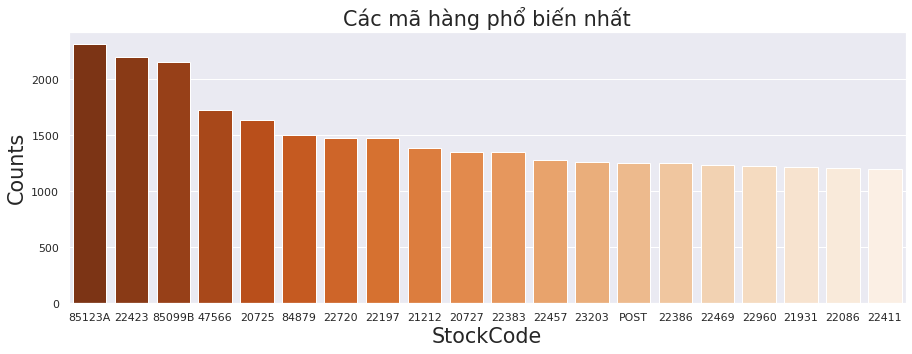 Các mã hàng phổ biến nhất
Counts
2000
1500
1000
500
0
85123A 22423 85099B 47566 20725 84879 22720 22197 21212 20727 22383 22457 23203 POST 22386 22469 22960 21931 22086 22411
StockCode